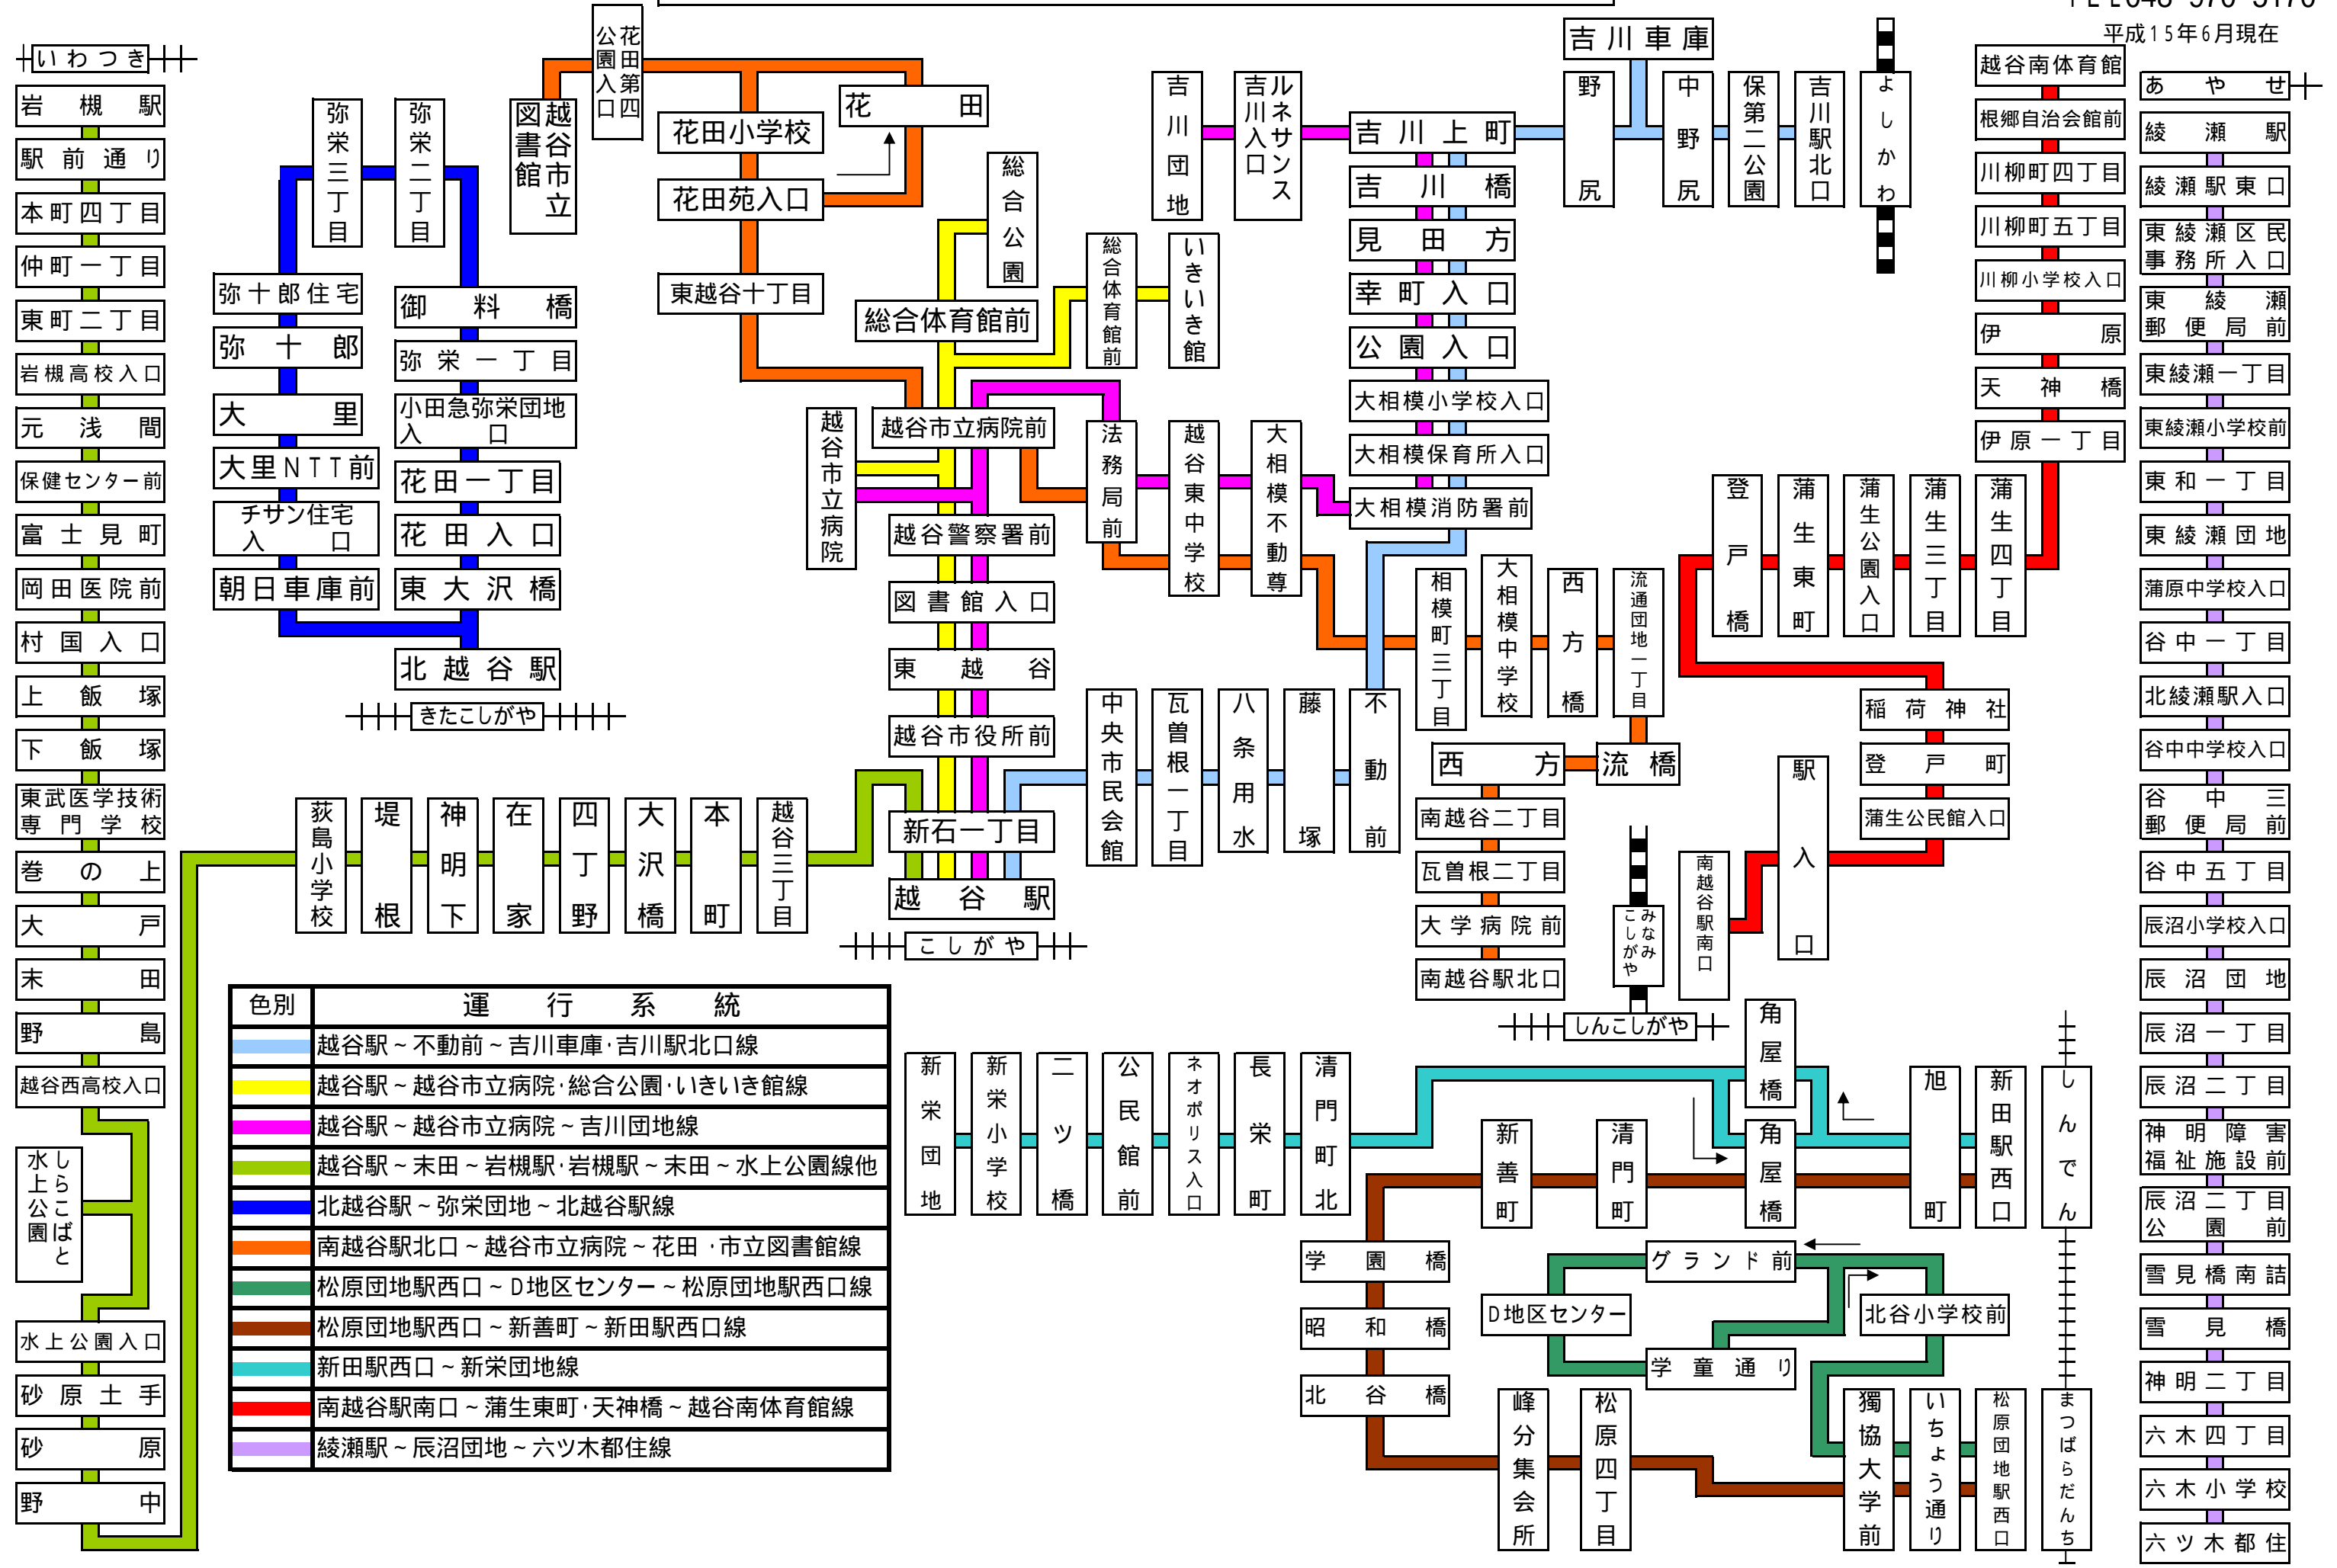 平成15年6月現在
いわつき
岩槻駅
駅前通り
本町四丁目
仲町一丁目
東町二丁目
岩槻高校入口
元浅間
保健センター前
富士見町
岡田医院前
村国入口
上飯塚
下飯塚
東武医学技術
専門学校
巻の上
大戸
末田
野島
越谷西高校入口
しらこばと
水上公園
水上公園入口
砂原土手
砂原
野中
荻島小学校
堤根
神明下
在家
四丁野
大沢橋
本町
越谷三丁目
弥栄三丁目
弥栄二丁目
弥十郎住宅
弥十郎
大里
大里NTT前
チサン住宅
入口
朝日車庫前
御料橋
弥栄一丁目
小田急弥栄団地
入口
花田一丁目
花田入口
東大沢橋
北越谷駅
きたこしがや
越谷市立
図書館
花田第四
公園入口
花田小学校
花田
花田苑入口
東越谷十丁目
総合公園
総合体育館前
総合体育館前
いきいき館
越谷市立病院
越谷市立病院前
越谷警察署前
図書館入口
東越谷
越谷市役所前
新石一丁目
越谷駅
こしがや
法務局前
越谷東中学校
大相模不動尊
吉川団地
ルネサンス
吉川入口
吉川上町
吉川橋
見田方
幸町入口
公園入口
大相模小学校入口
大相模保育所入口
大相模消防署前
吉川車庫
野尻
中野尻
保第二公園
吉川駅北口
よしかわ
中央市民会館
瓦曽根一丁目
八条用水
藤塚
不動前
相模町三丁目
大相模中学校
西方橋
流通団地一丁目
流橋
西方
南越谷二丁目
瓦曽根二丁目
大学病院前
南越谷駅北口
みなみ
こしがや
しんこしがや
南越谷駅南口
駅入口
蒲生公民館入口
登戸町
稲荷神社
登戸橋
蒲生東町
蒲生公園入口
蒲生三丁目
蒲生四丁目
越谷南体育館
根郷自治会館前
川柳町四丁目
川柳町五丁目
川柳小学校入口
伊原
天神橋
伊原一丁目
あやせ
綾瀬駅
綾瀬駅東口
東綾瀬区民
事務所入口
東綾瀬
郵便局前
東綾瀬一丁目
東綾瀬小学校前
東和一丁目
東綾瀬団地
蒲原中学校入口
谷中一丁目
北綾瀬駅入口
谷中中学校入口
谷中三
郵便局前
谷中五丁目
辰沼小学校入口
辰沼団地
辰沼一丁目
辰沼二丁目
神明障害
福祉施設前
辰沼二丁目
公園前
雪見橋南詰
雪見橋
神明二丁目
六木四丁目
六木小学校
六ツ木都住
色別 運行系統
越谷駅~不動前~吉川車庫・吉川駅北口線
越谷駅~越谷市立病院・総合公園・いきいき館線
越谷駅~越谷市立病院~吉川団地線
越谷駅~末田~岩槻駅・岩槻駅~末田~水上公園線他
北越谷駅~弥栄団地~北越谷駅線
南越谷駅北口~越谷市立病院~花田・市立図書館線
松原団地駅西口~D地区センター~松原団地駅西口線
松原団地駅西口~新善町~新田駅西口線
新田駅西口~新栄団地線
南越谷駅南口~蒲生東町・天神橋~越谷南体育館線
綾瀬駅~辰沼団地~六ツ木都住線
新栄団地
新栄小学校
二ツ橋
公民館前
ネオポリス入口
長栄町
清門町北
角屋橋
新善町
清門町
角屋橋
旭町
新田駅西口
しんでん
学園橋
昭和橋
北谷橋
グランド前
D地区センター
北谷小学校前
学童通り
峰分集会所
松原四丁目
獨協大学前
いちょう通り
松原団地駅西口
まつばらだんち